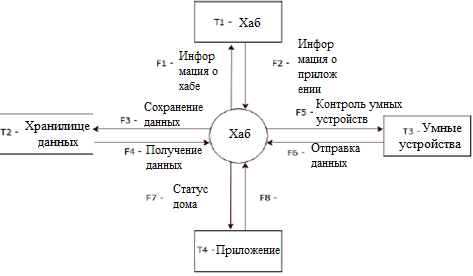 T1 - Хаб
F1 - Инфор
мация о
хабе
F2 - Инфор
мация о
прилож
ении
F3 - Сохранение
данных
F5 - Контроль умных
устройств
T2 - Хранилище
данных
Хаб
T3 - Умные
устройства
F4 - Получение
данных
F6 - Отправка
данных
F7 - Статус
дома
F8 -
T4 - Приложение